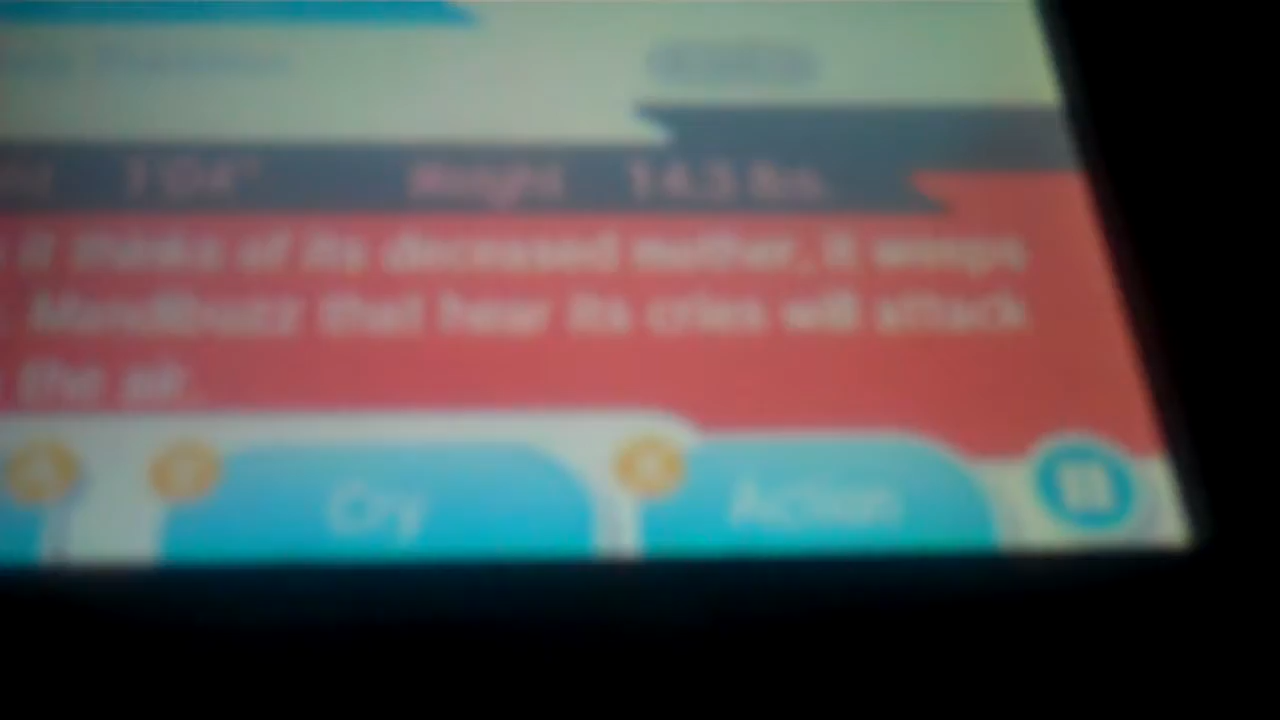 1'04" Weight 14.3 lbs.
it thinks of its deceased mother, it weeps
Mandibuzz that hear its cries will attack
the air.
Cry Action